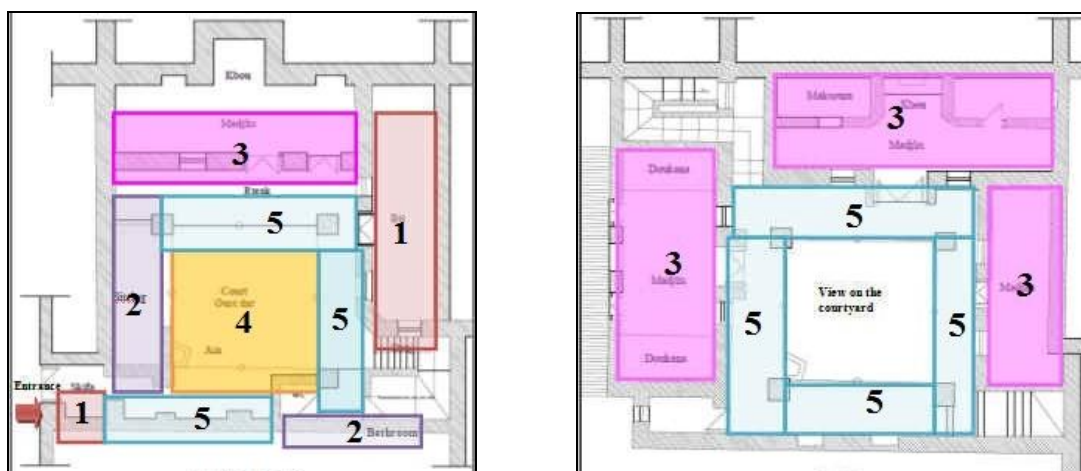 Kbou
Medjlis
3
Riwak
5
1
2
Court
4
5
Entrance
Skifa
1
5
2
Bathroom
Maksoura
Kbou
3
Medjlis
Doukana
5
3
Medjlis
5
View on the
courtyard
5
3
Doukana
5